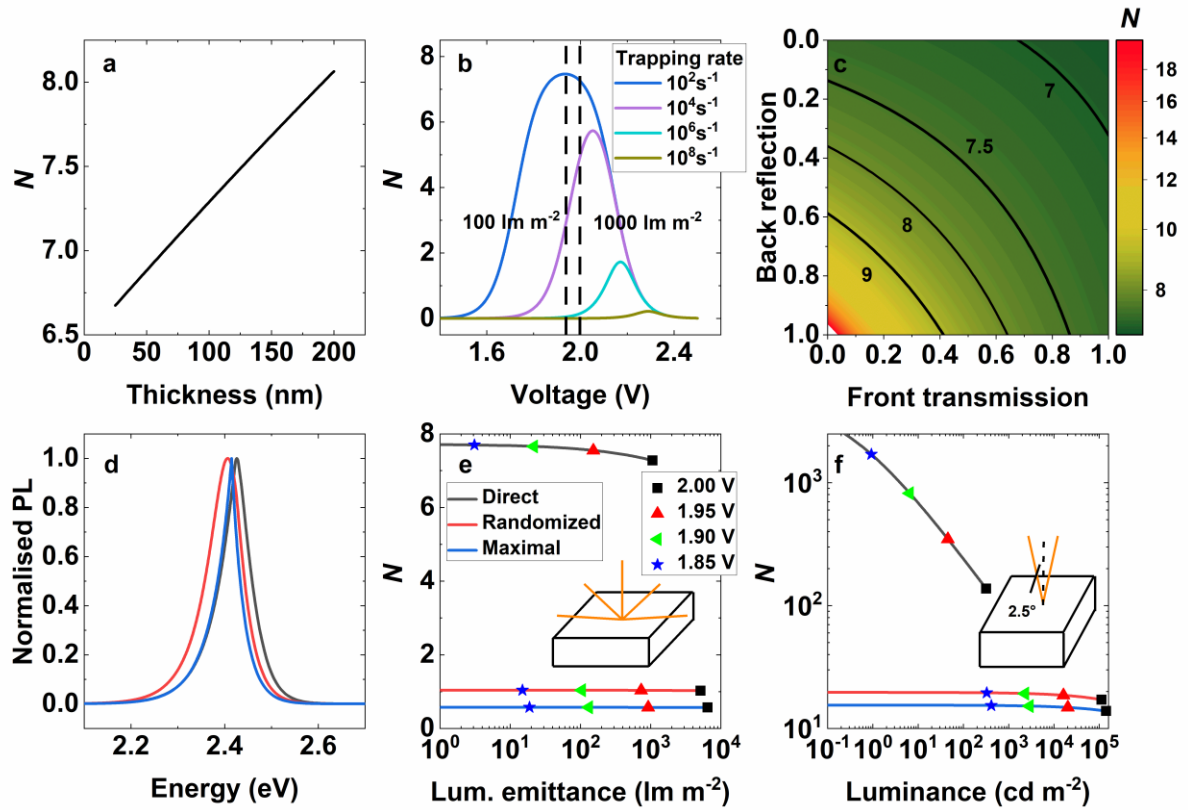 a
8.0
7.5
7.0
6.5
N
0 50 100 150 200
Thickness (nm)
b
8
6
4
2
0
N
Trapping rate
10²s⁻¹
10⁴s⁻¹
10⁶s⁻¹
10⁸s⁻¹
100 lm m⁻²
1000 lm m⁻²
1.6 2.0 2.4
Voltage (V)
c
0.0
0.2
0.4
0.6
0.8
1.0
Back reflection
7
7.5
8
9
0.0 0.2 0.4 0.6 0.8 1.0
Front transmission
N
18
16
14
12
10
8
d
1.0
0.8
0.6
0.4
0.2
0.0
Normalised PL
2.2 2.4 2.6
Energy (eV)
e
8
7
6
5
4
3
2
1
0
N
Direct
Randomized
Maximal
2.00 V
1.95 V
1.90 V
1.85 V
10⁰ 10¹ 10² 10³ 10⁴
Lum. emittance (lm m⁻²)
f
10³
10²
10¹
N
2.5°
10⁻¹ 10⁰ 10¹ 10² 10³ 10⁴ 10⁵
Luminance (cd m⁻²)